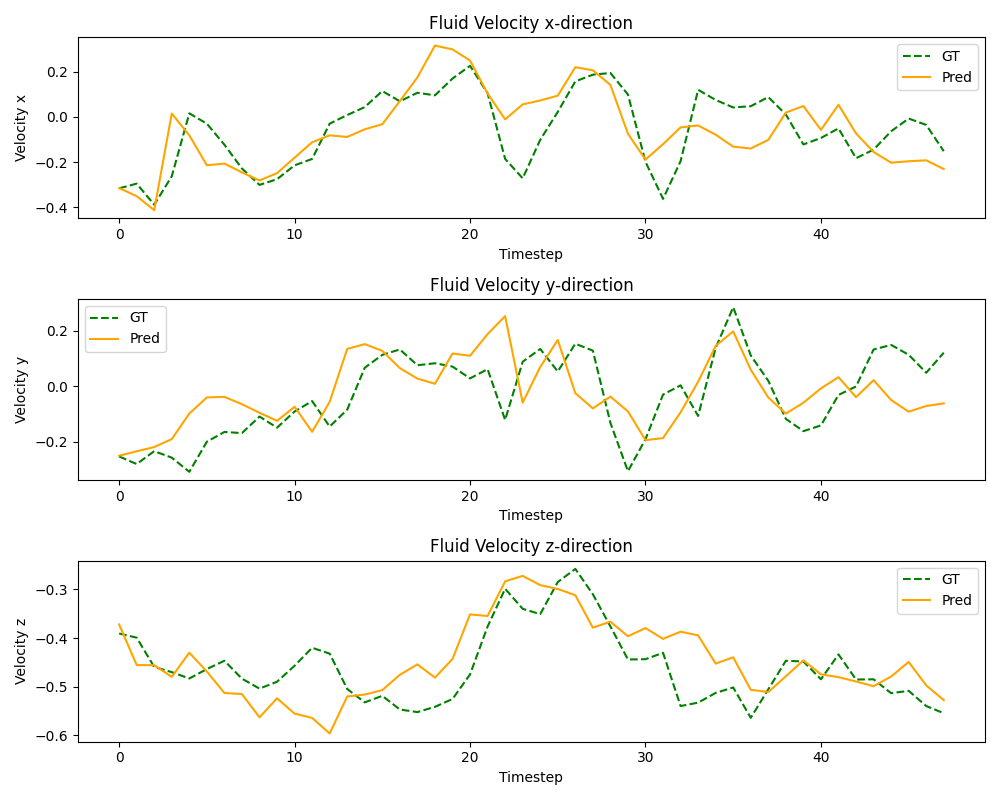 Fluid Velocity x-direction
Velocity x
0.2
0.0
−0.2
−0.4
GT
Pred
0 10 20 30 40
Timestep
Fluid Velocity y-direction
Velocity y
0.2
0.0
−0.2
GT
Pred
0 10 20 30 40
Timestep
Fluid Velocity z-direction
Velocity z
−0.3
−0.4
−0.5
−0.6
GT
Pred
0 10 20 30 40
Timestep